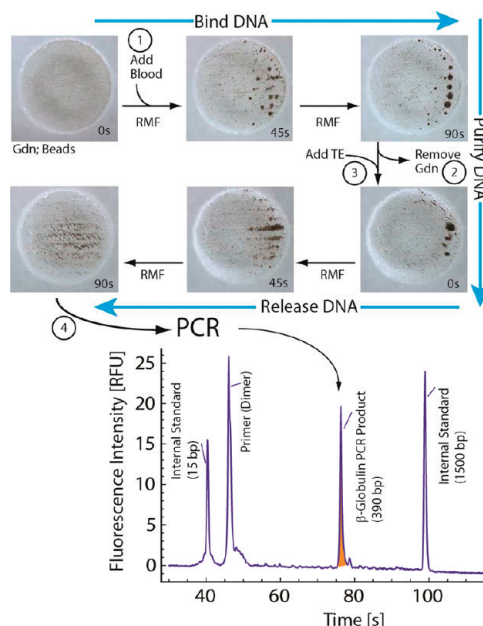 Bind DNA
1
Add
Blood
RMF
RMF
0s
45s
90s
Gdn; Beads
Purity DNA
Add TE
3
Remove
Gdn
2
90s
45s
0s
RMF
RMF
Release DNA
4
PCR
Fluorescence Intensity [RFU]
25
20
15
10
5
0
Internal Standard
(15 bp)
Primer (Dimer)
β-Globulin PCR Product
(390 bp)
Internal Standard
(1500 bp)
40
60
80
100
Time [s]